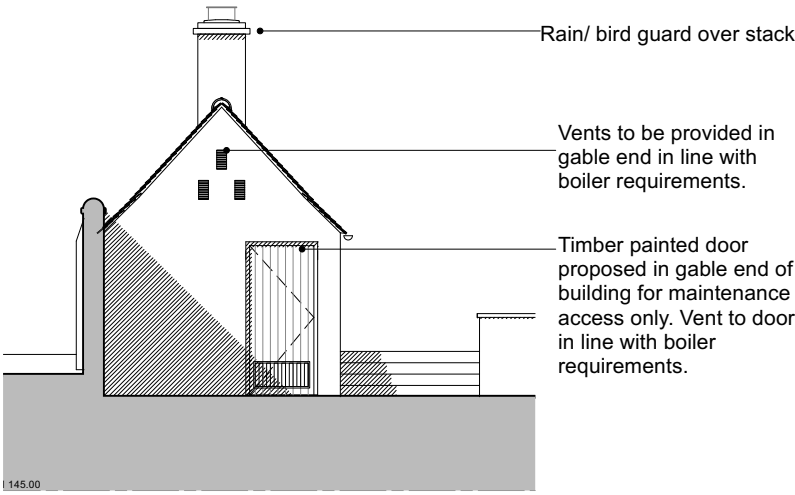 Rain/ bird guard over stack
Vents to be provided in
gable end in line with
boiler requirements.
Timber painted door
proposed in gable end of
building for maintenance
access only. Vent to door
in line with boiler
requirements.
145.00